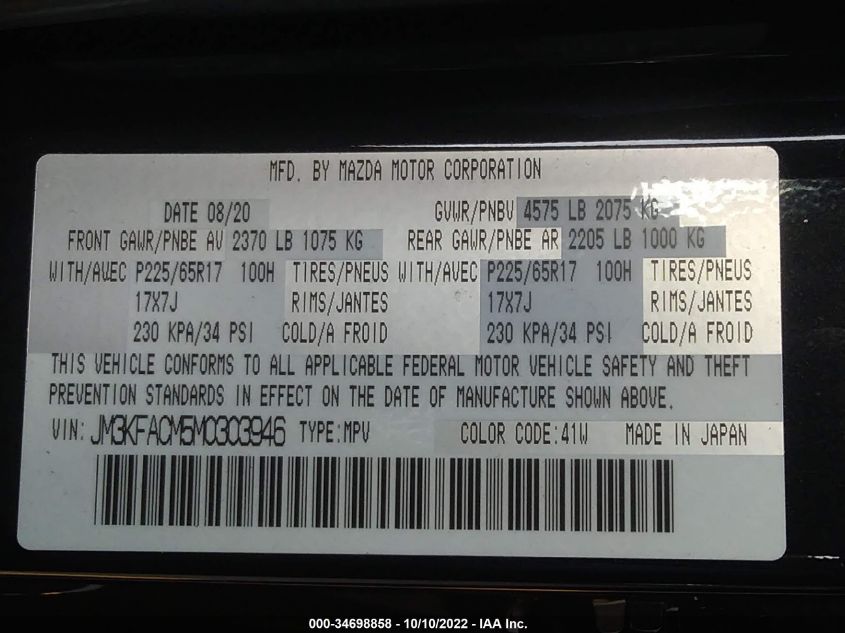 MFD. BY MAZDA MOTOR CORPORATION
DATE 08/20 GVWR/PNBV 4575 LB 2075 KG
FRONT GAWR/PNBE AV 2370 LB 1075 KG REAR GAWR/PNBE AR 2205 LB 1000 KG
WITH/AVEC P225/65R17 100H TIRES/PNEUS WITH/AVEC P225/65R17 100H TIRES/PNEUS
17X7J RIMS/JANTES 17X7J RIMS/JANTES
230 KPA/34 PSI COLD/A FROID 230 KPA/34 PSI COLD/A FROID
THIS VEHICLE CONFORMS TO ALL APPLICABLE FEDERAL MOTOR VEHICLE SAFETY AND THEFT
PREVENTION STANDARDS IN EFFECT ON THE DATE OF MANUFACTURE SHOWN ABOVE.
VIN: JM3KFACM5M0303946 TYPE:MPV COLOR CODE:41W MADE IN JAPAN
000-34698858 - 10/10/2022 - IAA Inc.